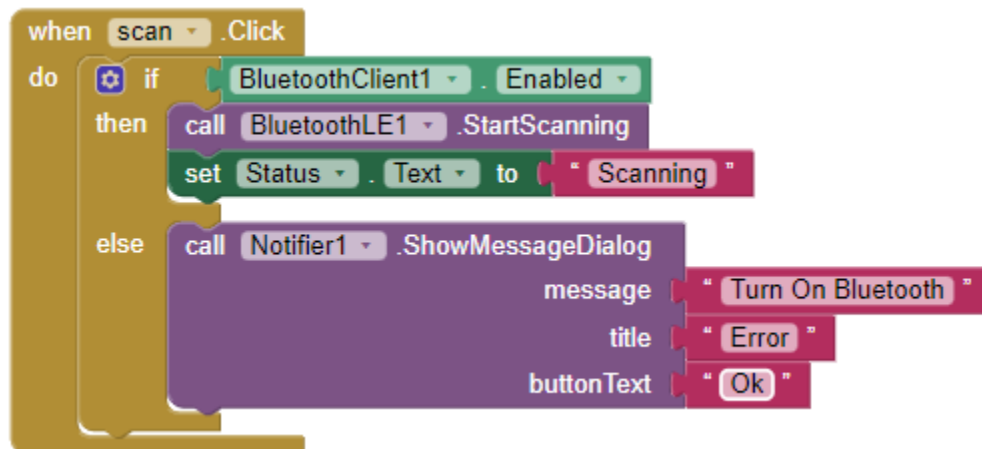 when scan .Click
do if BluetoothClient1 . Enabled
then call BluetoothLE1 .StartScanning
set Status . Text to “ Scanning ”
else call Notifier1 .ShowMessageDialog
message “ Turn On Bluetooth ”
title “ Error ”
buttonText “ Ok ”